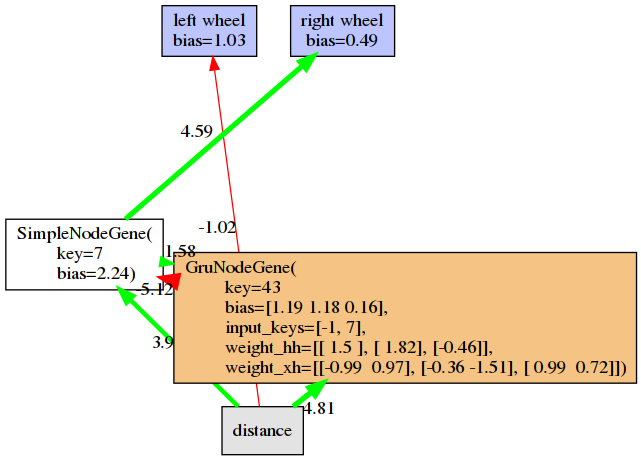 left wheel
bias=1.03
right wheel
bias=0.49
4.59
-1.02
SimpleNodeGene(
key=7
bias=2.24)
1.58
-5.12
GruNodeGene(
key=43
bias=[1.19 1.18 0.16],
input_keys=[-1, 7],
weight_hh=[[ 1.5 ], [ 1.82], [-0.46]],
weight_xh=[[-0.99  0.97], [-0.36 -1.51], [ 0.99  0.72]])
3.9
4.81
distance